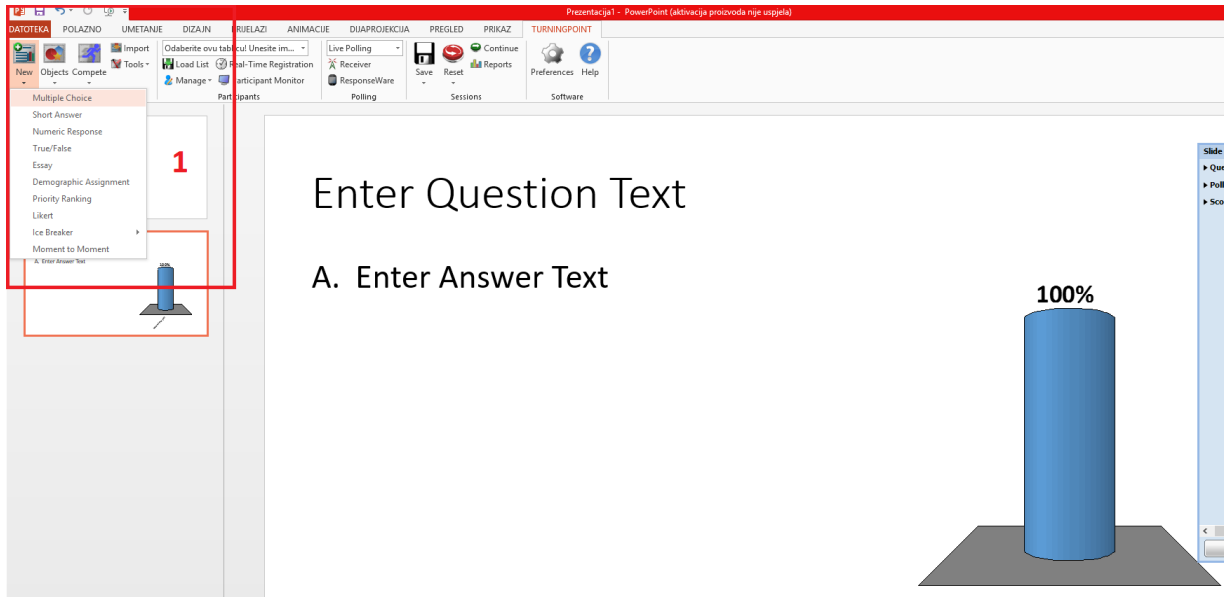 Prezentacija1 - PowerPoint (aktivacija proizvoda nije uspjela)
DATOTEKA POLAZNO UMETANJE DIZAJN PRIJELAZI ANIMACIJE DIJAPROJEKCIJA PREGLED PRIKAZ TURNINGPOINT
New
Objects
Compete
Import
Tools
Odaberite ovu tablicu! Unesite im...
Load List
Real-Time Registration
Manage
Participant Monitor
Participants
Live Polling
Receiver
ResponseWare
Polling
Save
Reset
Continue
Reports
Sessions
Preferences
Help
Software
Multiple Choice
Short Answer
Numeric Response
True/False
Essay
Demographic Assignment
Priority Ranking
Likert
Ice Breaker
Moment to Moment
1
A. Enter Answer Text
100%
Enter Question Text
A. Enter Answer Text
100%
Slide
Que
Poll
Sco